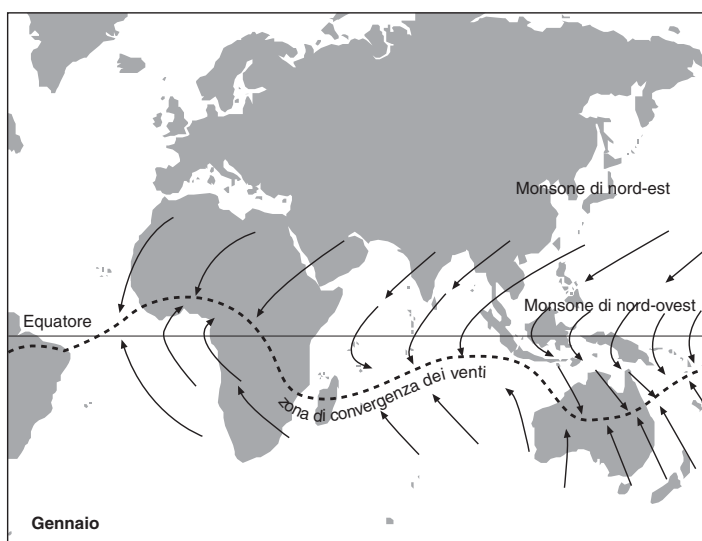 Monsone di nord-est
Monsone di nord-ovest
Equatore
zona di convergenza dei venti
Gennaio